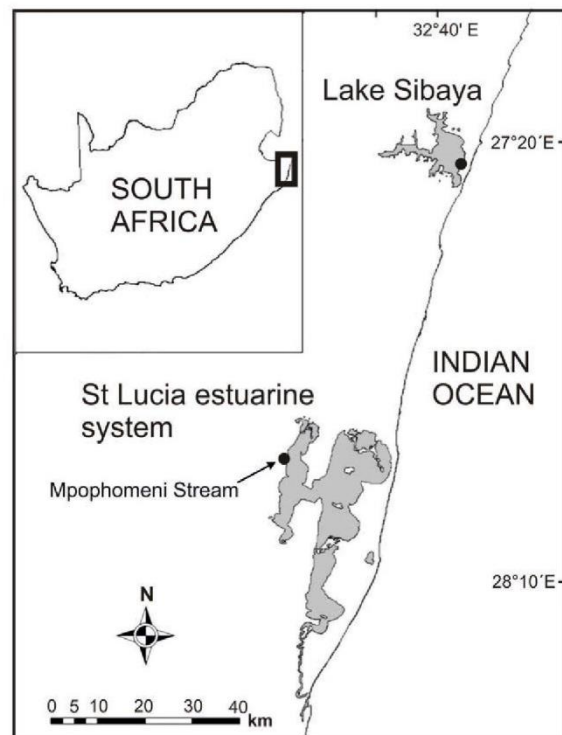 32°40' E
Lake Sibaya
27°20´E
SOUTH
AFRICA
INDIAN
OCEAN
St Lucia estuarine
system
Mpophomeni Stream
28°10´E
N
0 5 10 20 30 40
km